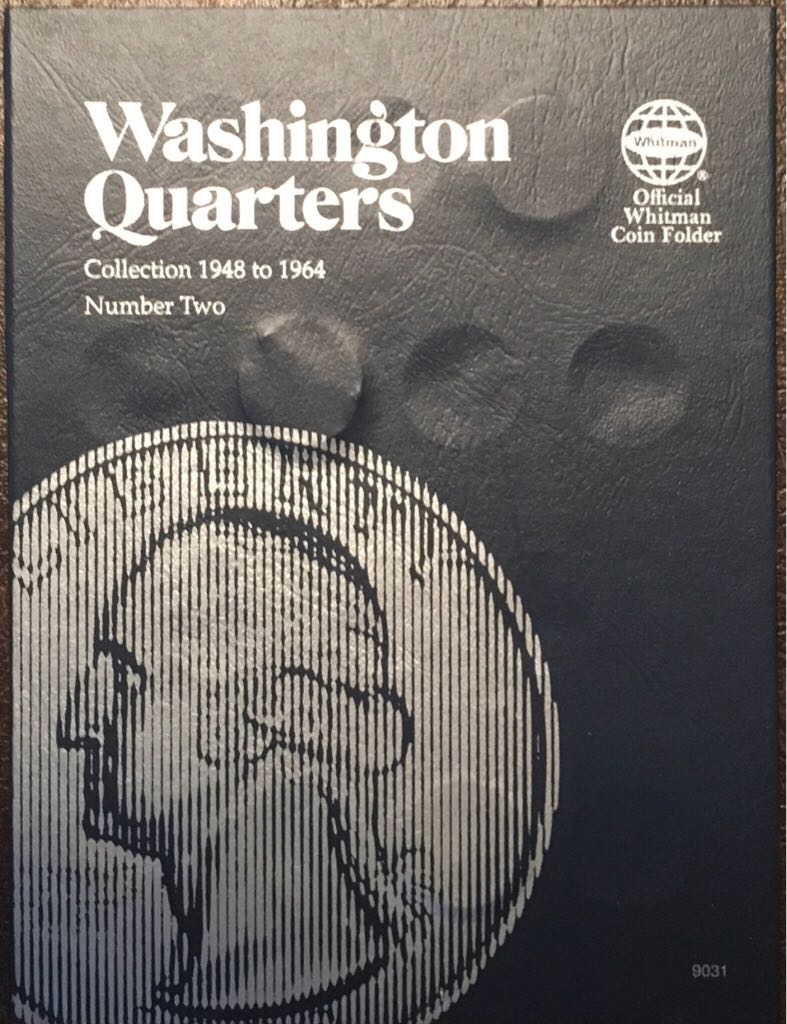 Washington
Quarters
Collection 1948 to 1964
Number Two
Whitman
®
Official
Whitman
Coin Folder
9031